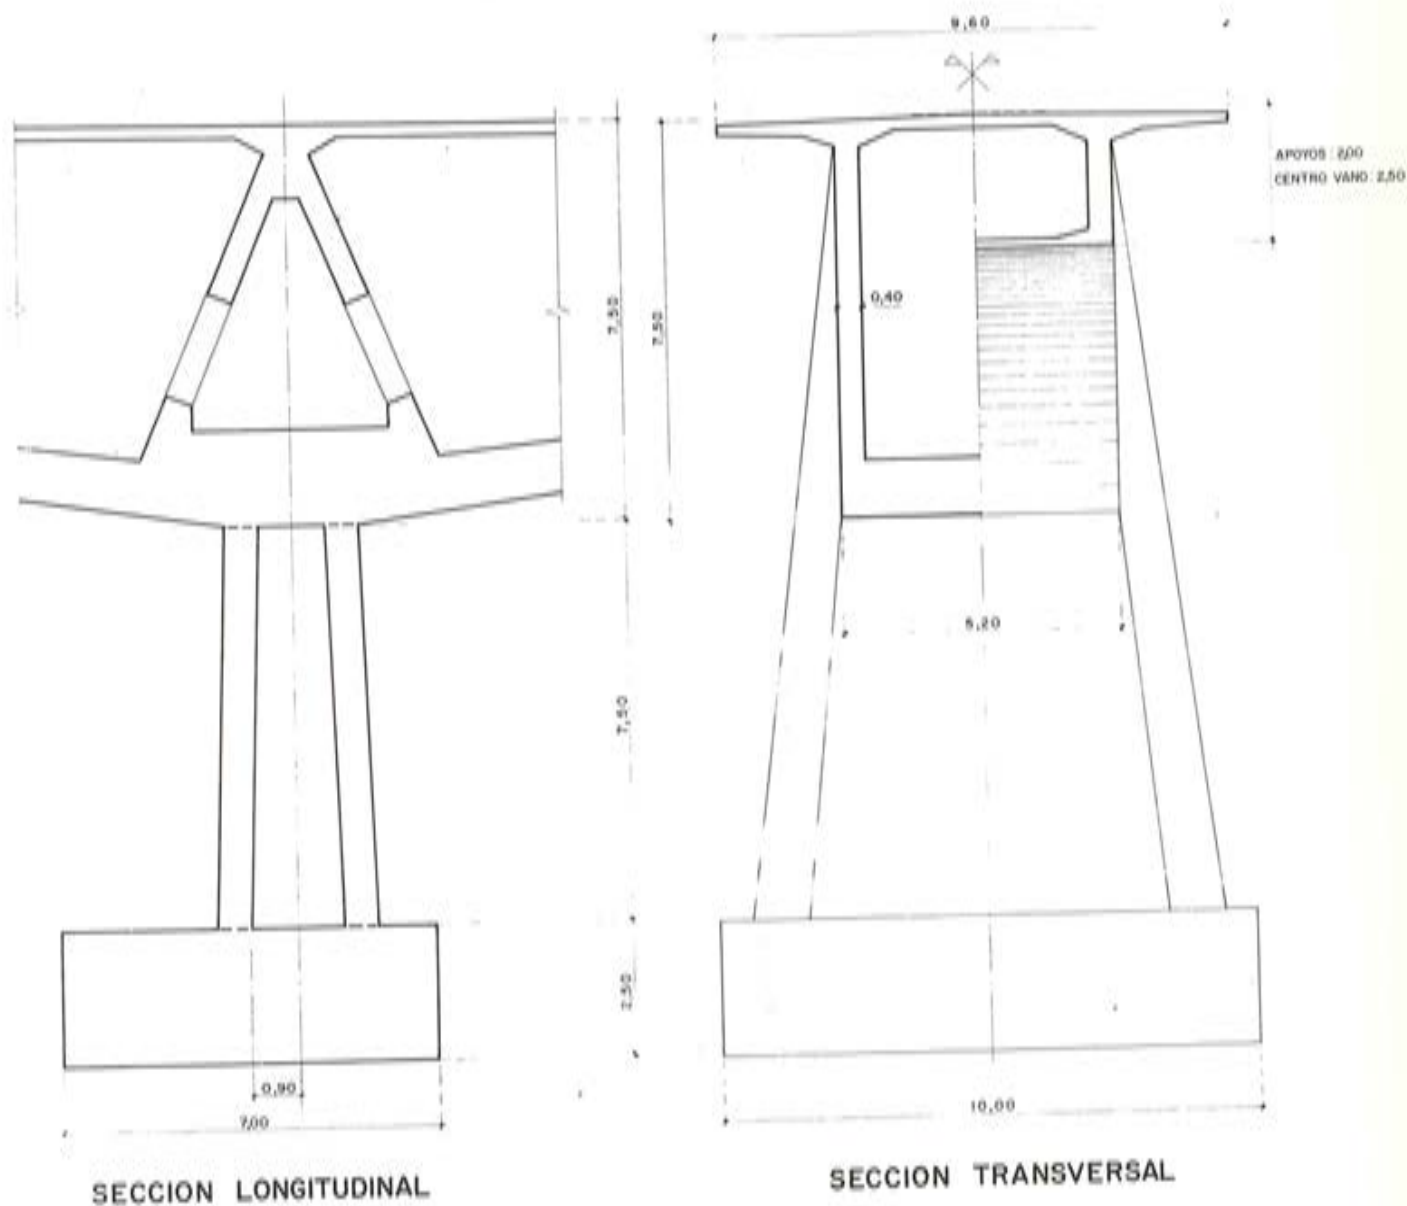 9,60
APOYOS : 2,00
CENTRO VANO : 2,50
7,50
7,50
0,40
5,20
7,50
2,50
0,90
7,00
10,00
SECCION LONGITUDINAL
SECCION TRANSVERSAL